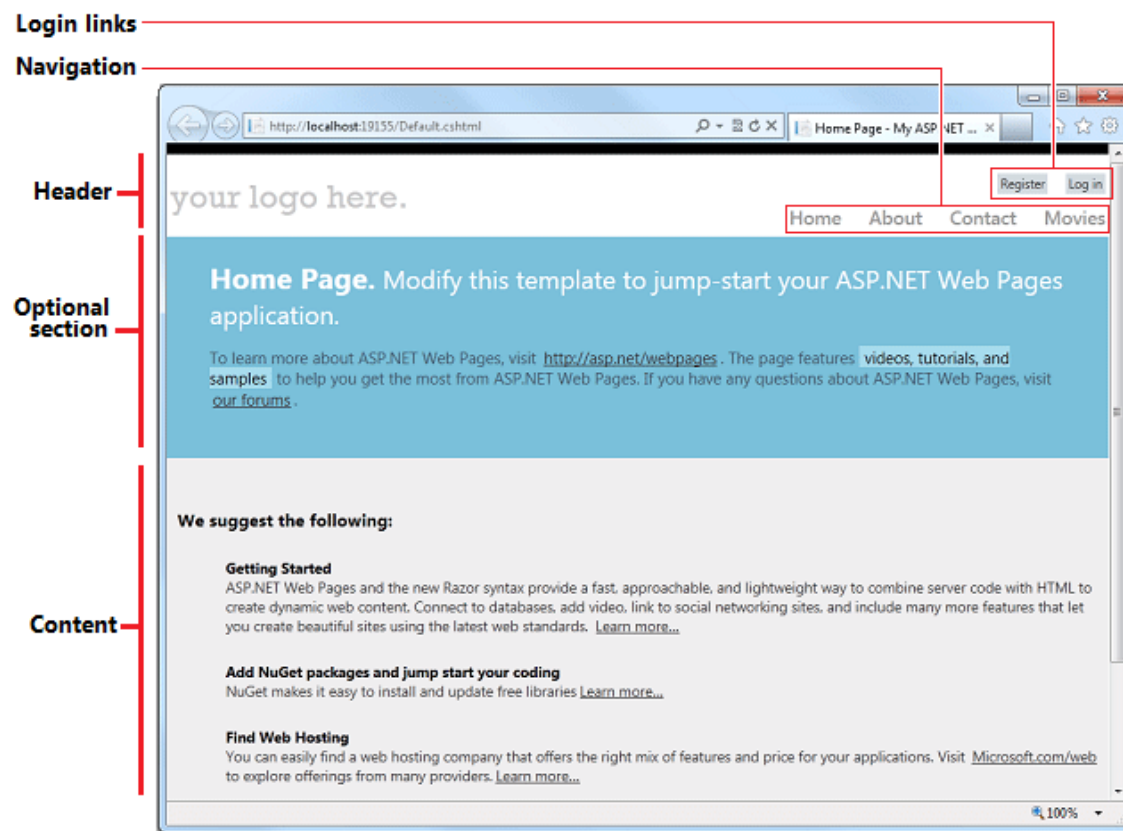 Login links
Navigation
http://localhost:19155/Default.cshtml
Home Page - My ASP.NET ...
Header
your logo here.
Register Log in
Home About Contact Movies
Optional
section
Home Page. Modify this template to jump-start your ASP.NET Web Pages
application.
To learn more about ASP.NET Web Pages, visit http://asp.net/webpages . The page features videos, tutorials, and
samples to help you get the most from ASP.NET Web Pages. If you have any questions about ASP.NET Web Pages, visit
our forums .
Content
We suggest the following:
Getting Started
ASP.NET Web Pages and the new Razor syntax provide a fast, approachable, and lightweight way to combine server code with HTML to
create dynamic web content. Connect to databases, add video, link to social networking sites, and include many more features that let
you create beautiful sites using the latest web standards. Learn more...
Add NuGet packages and jump start your coding
NuGet makes it easy to install and update free libraries Learn more...
Find Web Hosting
You can easily find a web hosting company that offers the right mix of features and price for your applications. Visit Microsoft.com/web
to explore offerings from many providers. Learn more...
100%